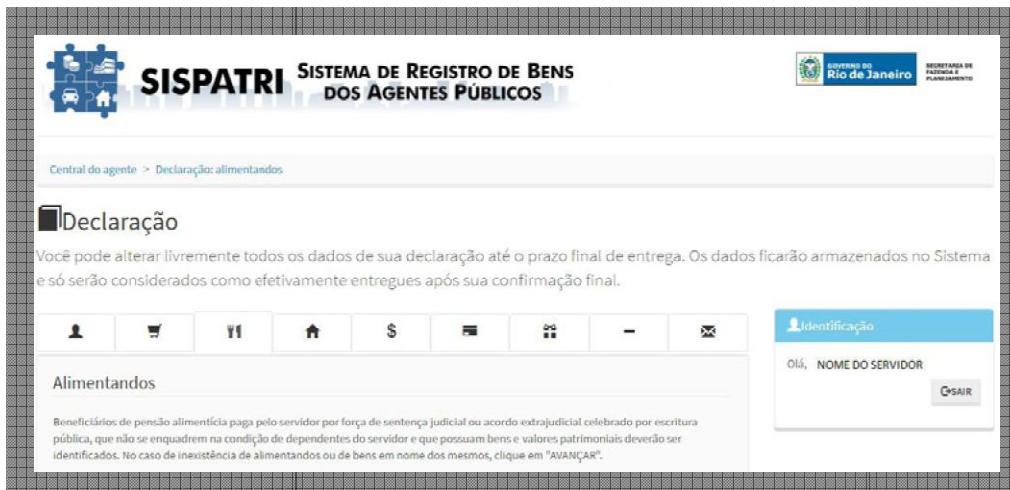 SISPATRI
SISTEMA DE REGISTRO DE BENS
DOS AGENTES PÚBLICOS
GOVERNO DO
Rio de Janeiro
SECRETARIA DE
FAZENDA E
PLANEJAMENTO
Central do agente > Declaração: alimentandos
Declaração
Você pode alterar livremente todos os dados de sua declaração até o prazo final de entrega. Os dados ficarão armazenados no Sistema
e só serão considerados como efetivamente entregues após sua confirmação final.
$
Identificação
Olá, NOME DO SERVIDOR
SAIR
Alimentandos
Beneficiários de pensão alimentícia paga pelo servidor por força de sentença judicial ou acordo extrajudicial celebrado por escritura
pública, que não se enquadrem na condição de dependentes do servidor e que possuam bens e valores patrimoniais deverão ser
identificados. No caso de inexistência de alimentandos ou de bens em nome dos mesmos, clique em "AVANÇAR".